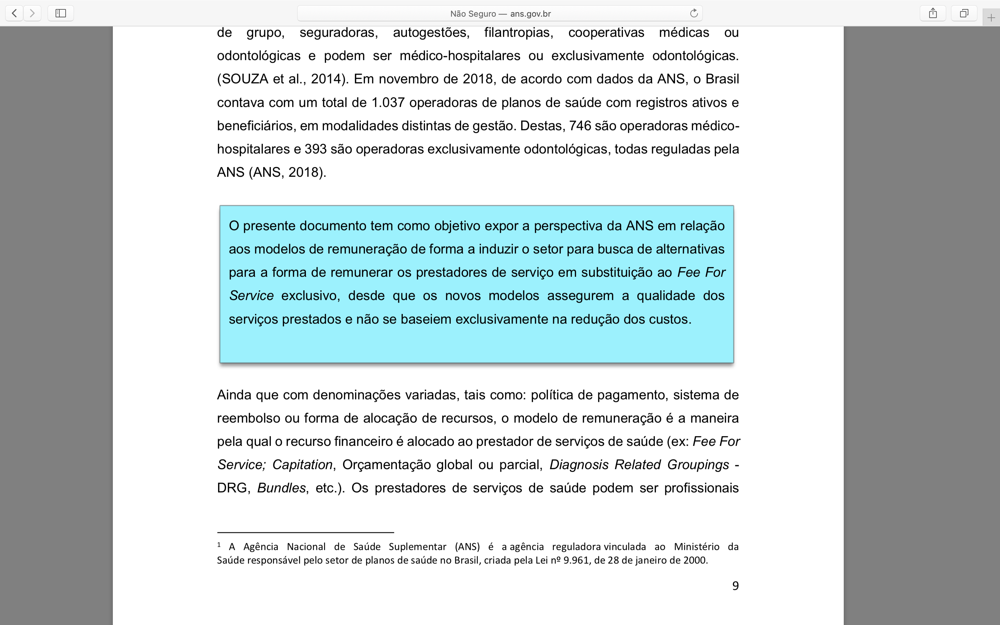 Não Seguro — ans.gov.br
de grupo, seguradoras, autogestões, filantropias, cooperativas médicas ou
odontológicas e podem ser médico-hospitalares ou exclusivamente odontológicas.
(SOUZA et al., 2014). Em novembro de 2018, de acordo com dados da ANS, o Brasil
contava com um total de 1.037 operadoras de planos de saúde com registros ativos e
beneficiários, em modalidades distintas de gestão. Destas, 746 são operadoras médico-
hospitalares e 393 são operadoras exclusivamente odontológicas, todas reguladas pela
ANS (ANS, 2018).
O presente documento tem como objetivo expor a perspectiva da ANS em relação
aos modelos de remuneração de forma a induzir o setor para busca de alternativas
para a forma de remunerar os prestadores de serviço em substituição ao Fee For
Service exclusivo, desde que os novos modelos assegurem a qualidade dos
serviços prestados e não se baseiem exclusivamente na redução dos custos.
Ainda que com denominações variadas, tais como: política de pagamento, sistema de
reembolso ou forma de alocação de recursos, o modelo de remuneração é a maneira
pela qual o recurso financeiro é alocado ao prestador de serviços de saúde (ex: Fee For
Service; Capitation, Orçamentação global ou parcial, Diagnosis Related Groupings -
DRG, Bundles, etc.). Os prestadores de serviços de saúde podem ser profissionais
1 A Agência Nacional de Saúde Suplementar (ANS) é a agência reguladora vinculada ao Ministério da
Saúde responsável pelo setor de planos de saúde no Brasil, criada pela Lei nº 9.961, de 28 de janeiro de 2000.
9